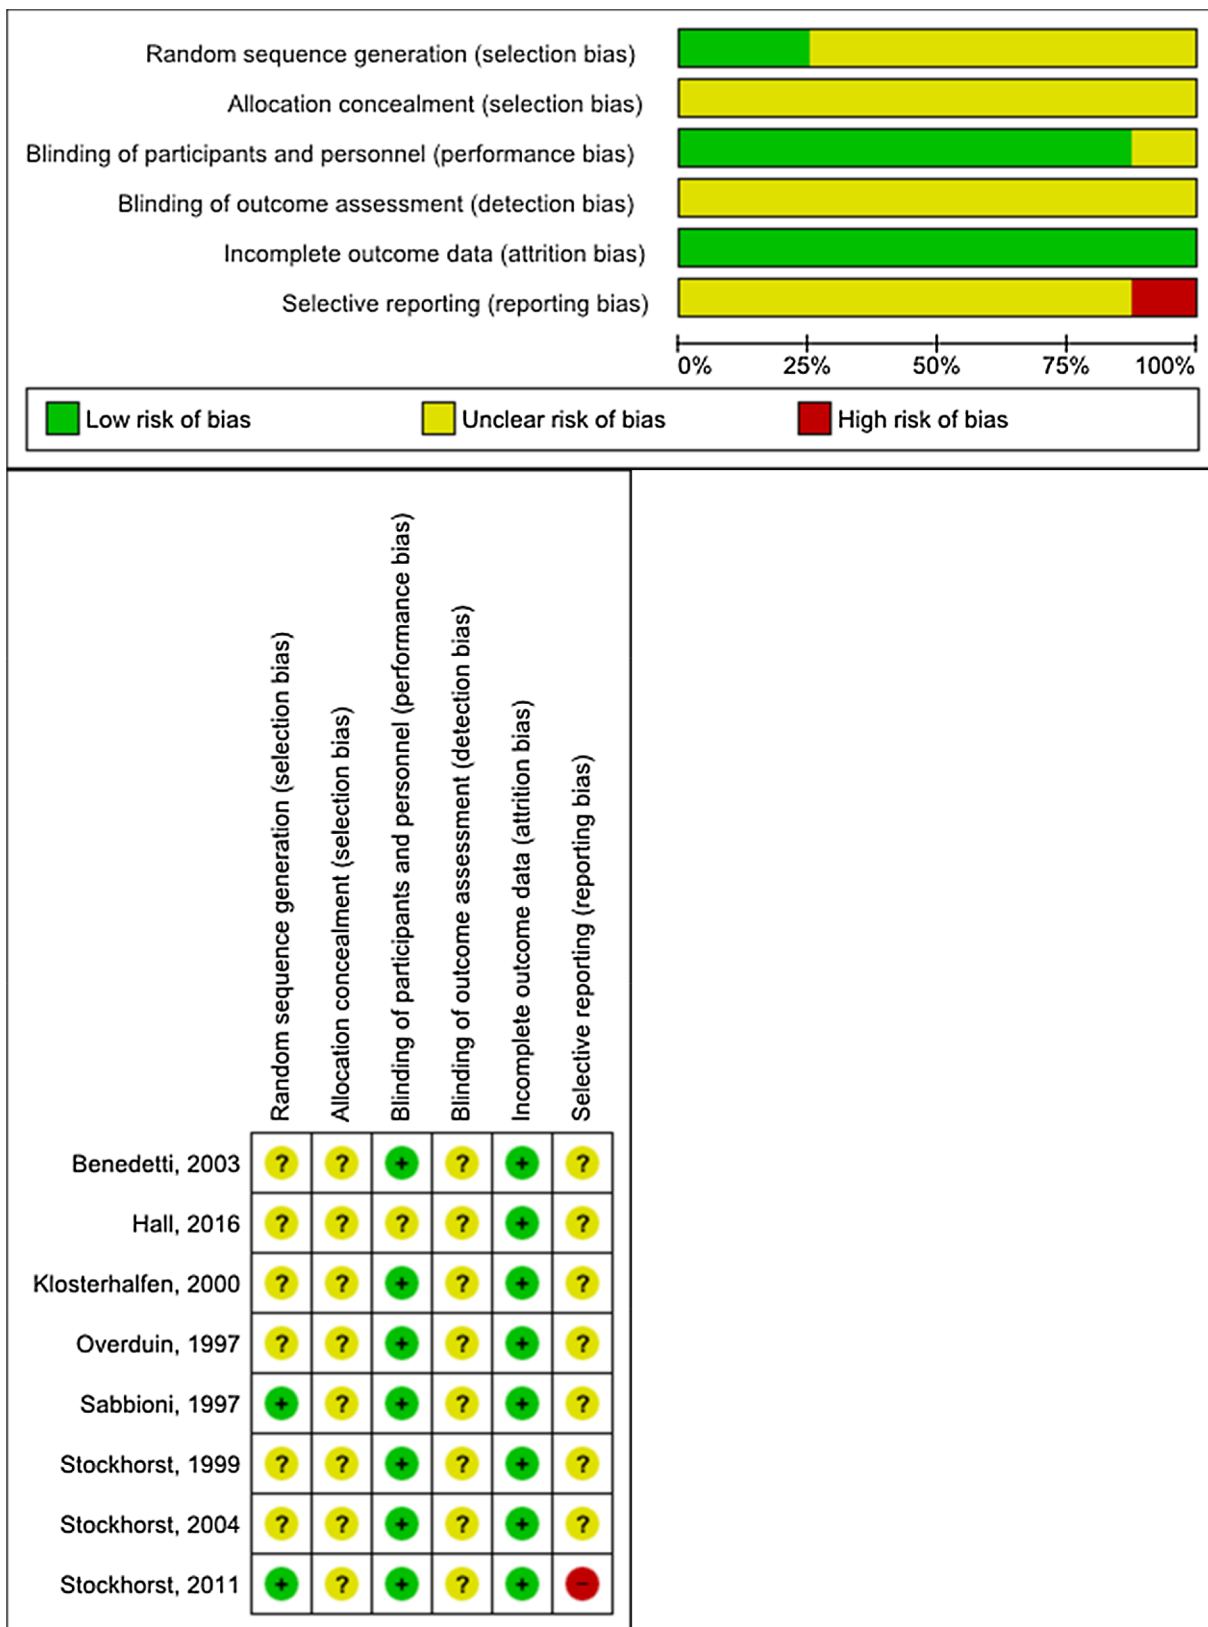 Random sequence generation (selection bias)
Allocation concealment (selection bias)
Blinding of participants and personnel (performance bias)
Blinding of outcome assessment (detection bias)
Incomplete outcome data (attrition bias)
Selective reporting (reporting bias)
0% 25% 50% 75% 100%
Low risk of bias Unclear risk of bias High risk of bias
Random sequence generation (selection bias)
Allocation concealment (selection bias)
Blinding of participants and personnel (performance bias)
Blinding of outcome assessment (detection bias)
Incomplete outcome data (attrition bias)
Selective reporting (reporting bias)
Benedetti, 2003 ? ? + ? + ?
Hall, 2016 ? ? ? ? + ?
Klosterhalfen, 2000 ? ? + ? + ?
Overduin, 1997 ? ? + ? + ?
Sabbioni, 1997 + ? + ? + ?
Stockhorst, 1999 ? ? + ? + ?
Stockhorst, 2004 ? ? + ? + ?
Stockhorst, 2011 + ? + ? + −